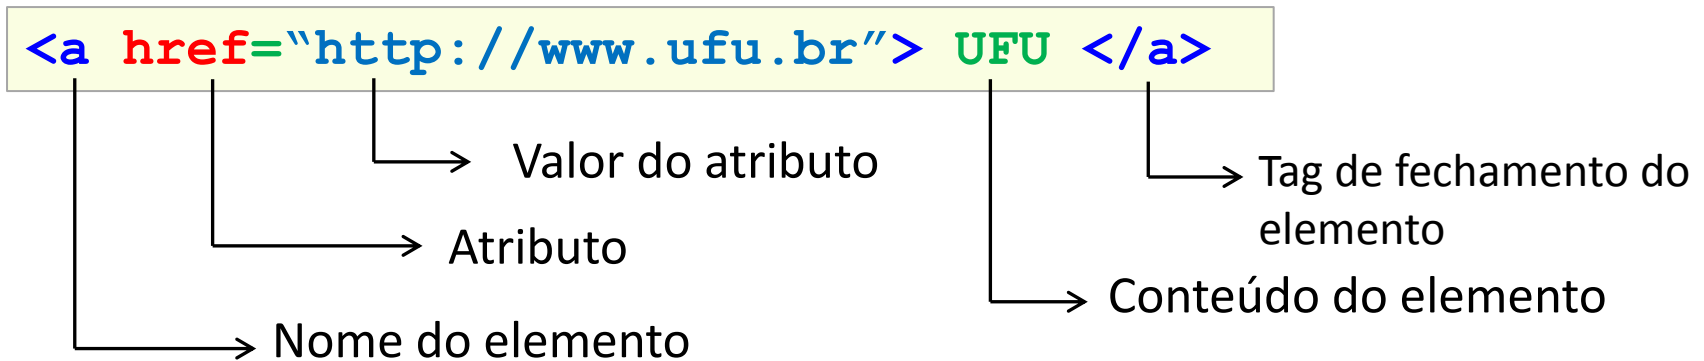 <a href=“http://www.ufu.br”> UFU </a>
Valor do atributo
Tag de fechamento do
elemento
Atributo
Conteúdo do elemento
Nome do elemento